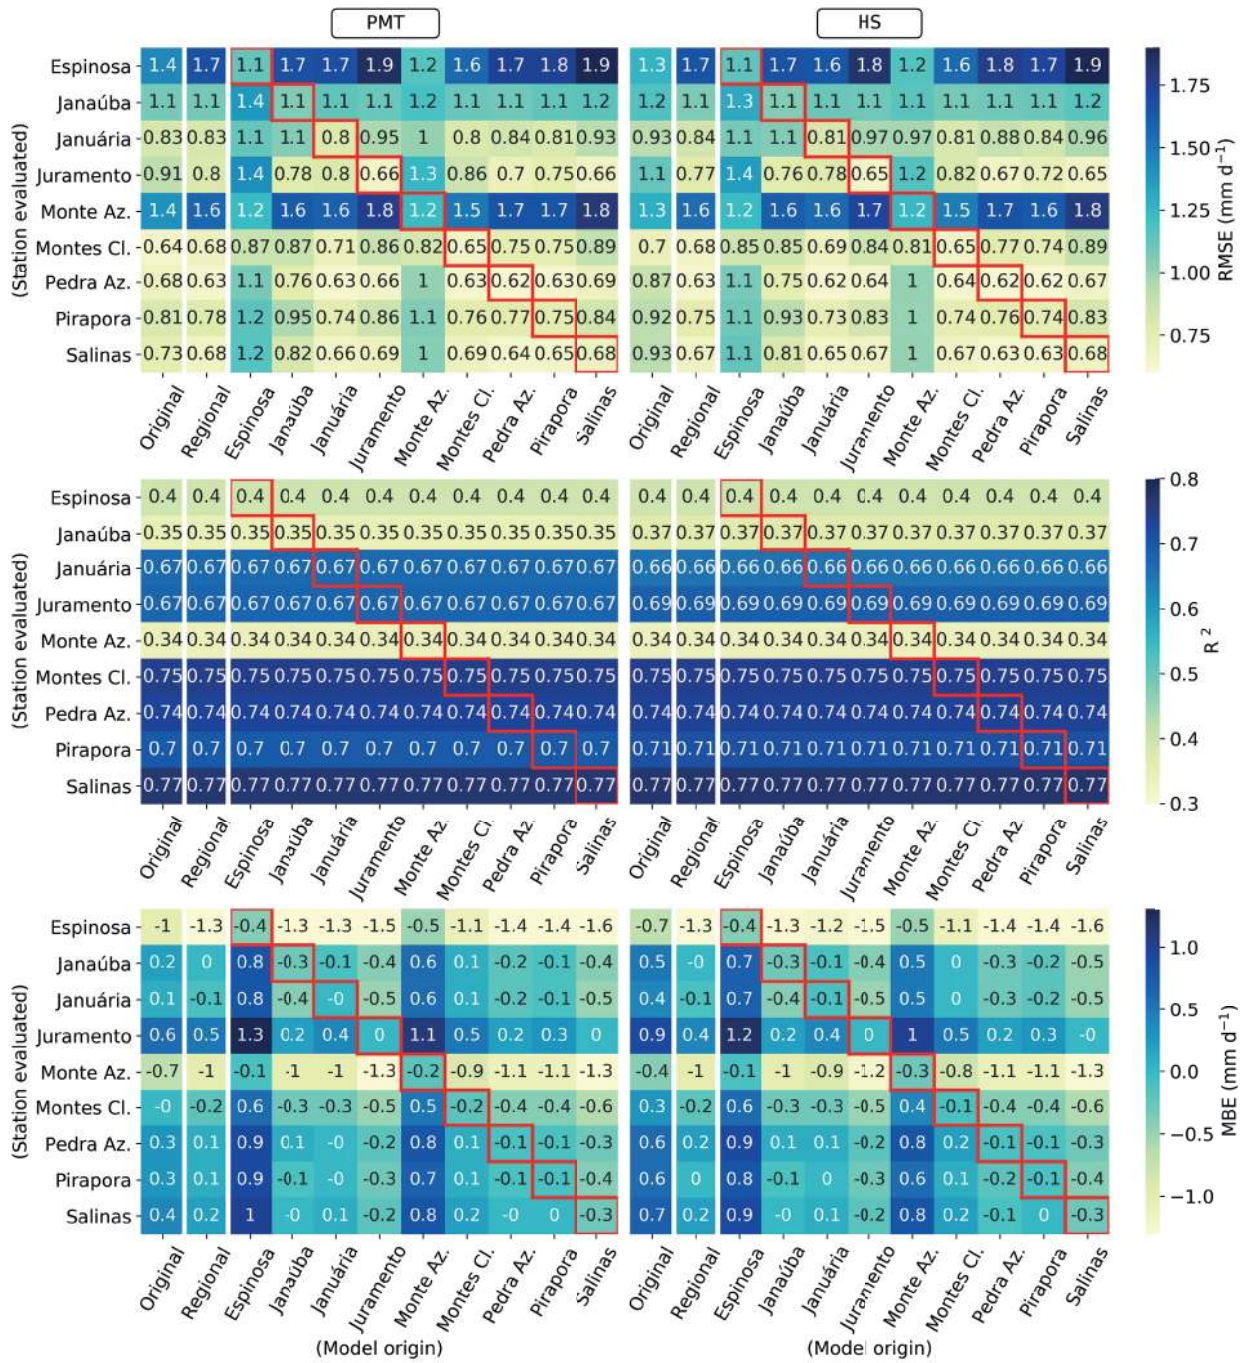 PMT HS
Espinosa 1.4 1.7 1.1 1.7 1.7 1.9 1.2 1.6 1.7 1.8 1.9 1.3 1.7 1.1 1.7 1.6 1.8 1.2 1.6 1.8 1.7 1.9
Janaúba 1.1 1.1 1.4 1.1 1.1 1.1 1.2 1.1 1.1 1.1 1.2 1.2 1.1 1.3 1.1 1.1 1.1 1.2 1.1 1.1 1.1 1.2
Januária 0.83 0.83 1.1 1.1 0.8 0.95 1 0.8 0.84 0.81 0.93 0.93 0.84 1.1 1.1 0.81 0.97 0.97 0.81 0.88 0.84 0.96
Juramento 0.91 0.8 1.4 0.78 0.8 0.66 1.3 0.86 0.7 0.75 0.66 1.1 0.77 1.4 0.76 0.78 0.65 1.2 0.82 0.67 0.72 0.65
Monte Az. 1.4 1.6 1.2 1.6 1.6 1.8 1.2 1.5 1.7 1.7 1.8 1.3 1.6 1.2 1.6 1.6 1.7 1.2 1.5 1.7 1.6 1.8
Montes Cl. 0.64 0.68 0.87 0.87 0.71 0.86 0.82 0.65 0.75 0.75 0.89 0.7 0.68 0.85 0.85 0.69 0.84 0.81 0.65 0.77 0.74 0.89
Pedra Az. 0.68 0.63 1.1 0.76 0.63 0.66 1 0.63 0.62 0.63 0.69 0.87 0.63 1.1 0.75 0.62 0.64 1 0.64 0.62 0.62 0.67
Pirapora 0.81 0.78 1.2 0.95 0.74 0.86 1.1 0.76 0.77 0.75 0.84 0.92 0.75 1.1 0.93 0.73 0.83 1 0.74 0.76 0.74 0.83
Salinas 0.73 0.68 1.2 0.82 0.66 0.69 1 0.69 0.64 0.65 0.68 0.93 0.67 1.1 0.81 0.65 0.67 1 0.67 0.63 0.63 0.68
(Station evaluated)
Original Regional Espinosa Janaúba Januária Juramento Monte Az. Montes Cl. Pedra Az. Pirapora Salinas Original Regional Espinosa Janaúba Januária Juramento Monte Az. Montes Cl. Pedra Az. Pirapora Salinas
1.75
1.50
1.25
1.00
0.75
RMSE (mm d⁻¹)
Espinosa 0.4 0.4 0.4 0.4 0.4 0.4 0.4 0.4 0.4 0.4 0.4 0.4 0.4 0.4 0.4 0.4 0.4 0.4 0.4 0.4 0.4 0.4
Janaúba 0.35 0.35 0.35 0.35 0.35 0.35 0.35 0.35 0.35 0.35 0.35 0.37 0.37 0.37 0.37 0.37 0.37 0.37 0.37 0.37 0.37 0.37
Januária 0.67 0.67 0.67 0.67 0.67 0.67 0.67 0.67 0.67 0.67 0.67 0.66 0.66 0.66 0.66 0.66 0.66 0.66 0.66 0.66 0.66 0.66
Juramento 0.67 0.67 0.67 0.67 0.67 0.67 0.67 0.67 0.67 0.67 0.67 0.69 0.69 0.69 0.69 0.69 0.69 0.69 0.69 0.69 0.69 0.69
Monte Az. 0.34 0.34 0.34 0.34 0.34 0.34 0.34 0.34 0.34 0.34 0.34 0.34 0.34 0.34 0.34 0.34 0.34 0.34 0.34 0.34 0.34 0.34
Montes Cl. 0.75 0.75 0.75 0.75 0.75 0.75 0.75 0.75 0.75 0.75 0.75 0.75 0.75 0.75 0.75 0.75 0.75 0.75 0.75 0.75 0.75 0.75
Pedra Az. 0.74 0.74 0.74 0.74 0.74 0.74 0.74 0.74 0.74 0.74 0.74 0.74 0.74 0.74 0.74 0.74 0.74 0.74 0.74 0.74 0.74 0.74
Pirapora 0.7 0.7 0.7 0.7 0.7 0.7 0.7 0.7 0.7 0.7 0.7 0.71 0.71 0.71 0.71 0.71 0.71 0.71 0.71 0.71 0.71 0.71
Salinas 0.77 0.77 0.77 0.77 0.77 0.77 0.77 0.77 0.77 0.77 0.77 0.77 0.77 0.77 0.77 0.77 0.77 0.77 0.77 0.77 0.77 0.77
(Station evaluated)
Original Regional Espinosa Janaúba Januária Juramento Monte Az. Montes Cl. Pedra Az. Pirapora Salinas Original Regional Espinosa Janaúba Januária Juramento Monte Az. Montes Cl. Pedra Az. Pirapora Salinas
0.8
0.7
0.6
0.5
0.4
0.3
R²
Espinosa -1 -1.3 -0.4 -1.3 -1.3 -1.5 -0.5 -1.1 -1.4 -1.4 -1.6 -0.7 -1.3 -0.4 -1.3 -1.2 -1.5 -0.5 -1.1 -1.4 -1.4 -1.6
Janaúba 0.2 0 0.8 -0.3 -0.1 -0.4 0.6 0.1 -0.2 -0.1 -0.4 0.5 -0 0.7 -0.3 -0.1 -0.4 0.5 0 -0.3 -0.2 -0.5
Januária 0.1 -0.1 0.8 -0.4 -0 -0.5 0.6 0.1 -0.2 -0.1 -0.5 0.4 -0.1 0.7 -0.4 -0.1 -0.5 0.5 0 -0.3 -0.2 -0.5
Juramento 0.6 0.5 1.3 0.2 0.4 0 1.1 0.5 0.2 0.3 0 0.9 0.4 1.2 0.2 0.4 0 1 0.5 0.2 0.3 -0
Monte Az. -0.7 -1 -0.1 -1 -1 -1.3 -0.2 -0.9 -1.1 -1.1 -1.3 -0.4 -1 -0.1 -1 -0.9 -1.2 -0.3 -0.8 -1.1 -1.1 -1.3
Montes Cl. -0 -0.2 0.6 -0.3 -0.3 -0.5 0.5 -0.2 -0.4 -0.4 -0.6 0.3 -0.2 0.6 -0.3 -0.3 -0.5 0.4 -0.1 -0.4 -0.4 -0.6
Pedra Az. 0.3 0.1 0.9 0.1 -0 -0.2 0.8 0.1 -0.1 -0.1 -0.3 0.6 0.2 0.9 0.1 0.1 -0.2 0.8 0.2 -0.1 -0.1 -0.3
Pirapora 0.3 0.1 0.9 -0.1 -0 -0.3 0.7 0.1 -0.1 -0.1 -0.4 0.6 0 0.8 -0.1 0 -0.3 0.6 0.1 -0.2 -0.1 -0.4
Salinas 0.4 0.2 1 -0 0.1 -0.2 0.8 0.2 -0 0 -0.3 0.7 0.2 0.9 -0 0.1 -0.2 0.8 0.2 -0.1 0 -0.3
(Station evaluated)
Original Regional Espinosa Janaúba Januária Juramento Monte Az. Montes Cl. Pedra Az. Pirapora Salinas Original Regional Espinosa Janaúba Januária Juramento Monte Az. Montes Cl. Pedra Az. Pirapora Salinas
1.0
0.5
0.0
−0.5
−1.0
MBE (mm d⁻¹)
(Model origin) (Model origin)